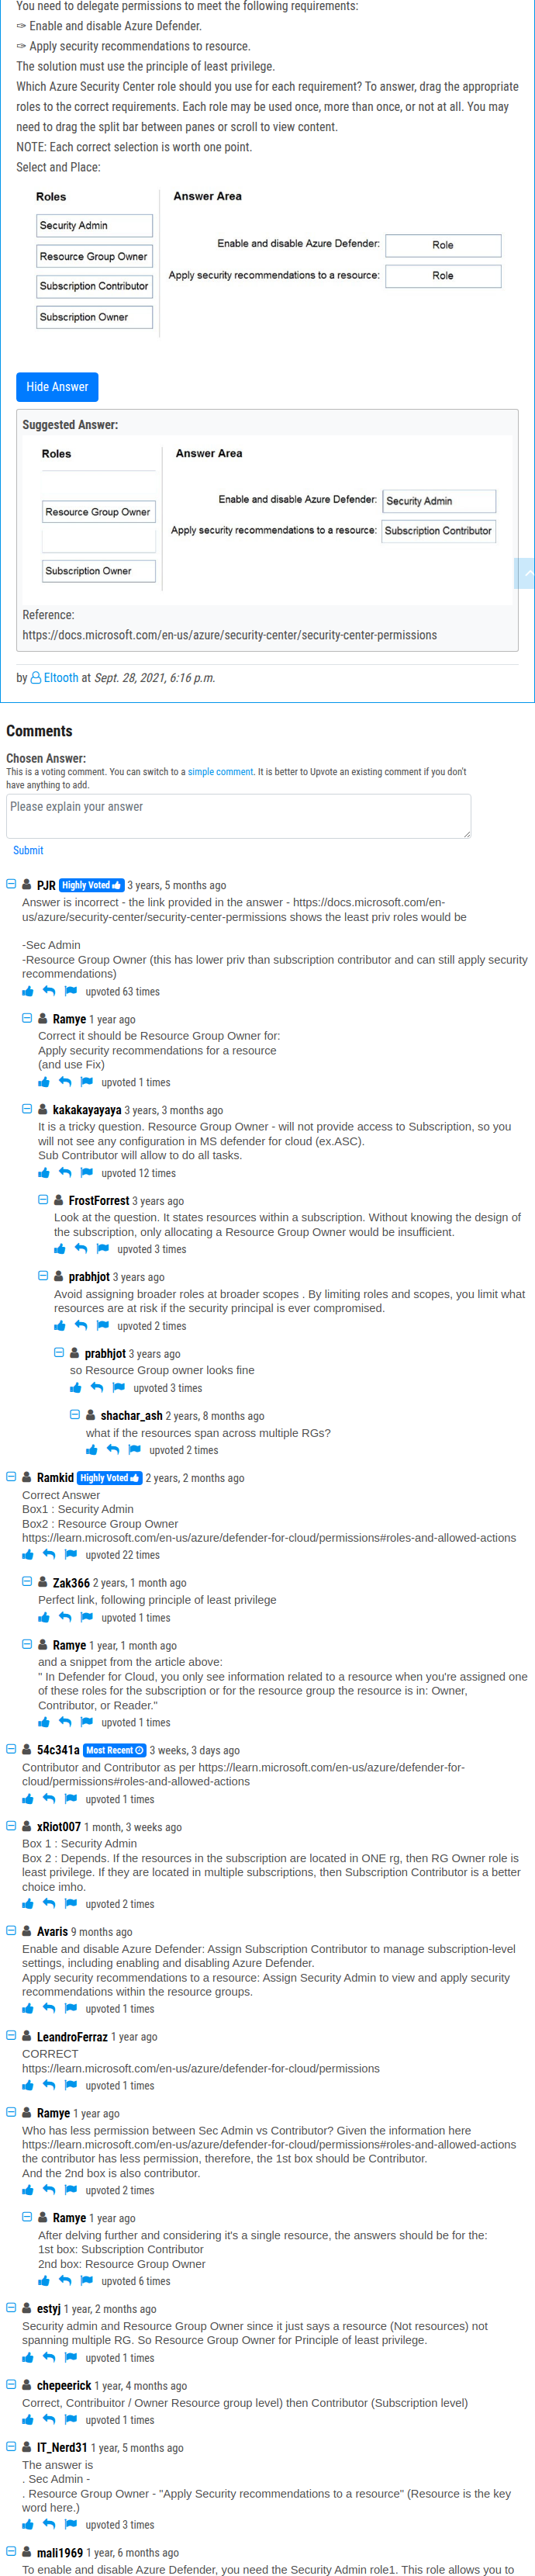 You need to delegate permissions to meet the following requirements:
✑ Enable and disable Azure Defender.
✑ Apply security recommendations to resource.
The solution must use the principle of least privilege.
Which Azure Security Center role should you use for each requirement? To answer, drag the appropriate
roles to the correct requirements. Each role may be used once, more than once, or not at all. You may
need to drag the split bar between panes or scroll to view content.
NOTE: Each correct selection is worth one point.
Select and Place:
Roles
Answer Area
Security Admin
Resource Group Owner
Subscription Contributor
Subscription Owner
Enable and disable Azure Defender: Role
Apply security recommendations to a resource: Role
Hide Answer
Suggested Answer:
Roles
Answer Area
Resource Group Owner
Subscription Owner
Enable and disable Azure Defender: Security Admin
Apply security recommendations to a resource: Subscription Contributor
Reference:
https://docs.microsoft.com/en-us/azure/security-center/security-center-permissions
by Eltooth at Sept. 28, 2021, 6:16 p.m.
Comments
Chosen Answer:
This is a voting comment. You can switch to a simple comment. It is better to Upvote an existing comment if you don't
have anything to add.
Please explain your answer
Submit
PJR Highly Voted 3 years, 5 months ago
Answer is incorrect - the link provided in the answer - https://docs.microsoft.com/en-
us/azure/security-center/security-center-permissions shows the least priv roles would be
-Sec Admin
-Resource Group Owner (this has lower priv than subscription contributor and can still apply security
recommendations)
upvoted 63 times
Ramye 1 year ago
Correct it should be Resource Group Owner for:
Apply security recommendations for a resource
(and use Fix)
upvoted 1 times
kakakayayaya 3 years, 3 months ago
It is a tricky question. Resource Group Owner - will not provide access to Subscription, so you
will not see any configuration in MS defender for cloud (ex.ASC).
Sub Contributor will allow to do all tasks.
upvoted 12 times
FrostForrest 3 years ago
Look at the question. It states resources within a subscription. Without knowing the design of
the subscription, only allocating a Resource Group Owner would be insufficient.
upvoted 3 times
prabhjot 3 years ago
Avoid assigning broader roles at broader scopes . By limiting roles and scopes, you limit what
resources are at risk if the security principal is ever compromised.
upvoted 2 times
prabhjot 3 years ago
so Resource Group owner looks fine
upvoted 3 times
shachar_ash 2 years, 8 months ago
what if the resources span across multiple RGs?
upvoted 2 times
Ramkid Highly Voted 2 years, 2 months ago
Correct Answer
Box1 : Security Admin
Box2 : Resource Group Owner
https://learn.microsoft.com/en-us/azure/defender-for-cloud/permissions#roles-and-allowed-actions
upvoted 22 times
Zak366 2 years, 1 month ago
Perfect link, following principle of least privilege
upvoted 1 times
Ramye 1 year, 1 month ago
and a snippet from the article above:
" In Defender for Cloud, you only see information related to a resource when you're assigned one
of these roles for the subscription or for the resource group the resource is in: Owner,
Contributor, or Reader."
upvoted 1 times
54c341a Most Recent 3 weeks, 3 days ago
Contributor and Contributor as per https://learn.microsoft.com/en-us/azure/defender-for-
cloud/permissions#roles-and-allowed-actions
upvoted 1 times
xRiot007 1 month, 3 weeks ago
Box 1 : Security Admin
Box 2 : Depends. If the resources in the subscription are located in ONE rg, then RG Owner role is
least privilege. If they are located in multiple subscriptions, then Subscription Contributor is a better
choice imho.
upvoted 2 times
Avaris 9 months ago
Enable and disable Azure Defender: Assign Subscription Contributor to manage subscription-level
settings, including enabling and disabling Azure Defender.
Apply security recommendations to a resource: Assign Security Admin to view and apply security
recommendations within the resource groups.
upvoted 1 times
LeandroFerraz 1 year ago
CORRECT
https://learn.microsoft.com/en-us/azure/defender-for-cloud/permissions
upvoted 1 times
Ramye 1 year ago
Who has less permission between Sec Admin vs Contributor? Given the information here
https://learn.microsoft.com/en-us/azure/defender-for-cloud/permissions#roles-and-allowed-actions
the contributor has less permission, therefore, the 1st box should be Contributor.
And the 2nd box is also contributor.
upvoted 2 times
Ramye 1 year ago
After delving further and considering it's a single resource, the answers should be for the:
1st box: Subscription Contributor
2nd box: Resource Group Owner
upvoted 6 times
estyj 1 year, 2 months ago
Security admin and Resource Group Owner since it just says a resource (Not resources) not
spanning multiple RG. So Resource Group Owner for Principle of least privilege.
upvoted 1 times
chepeerick 1 year, 4 months ago
Correct, Contribuitor / Owner Resource group level) then Contributor (Subscription level)
upvoted 1 times
IT_Nerd31 1 year, 5 months ago
The answer is
. Sec Admin -
. Resource Group Owner - "Apply Security recommendations to a resource" (Resource is the key
word here.)
upvoted 3 times
mali1969 1 year, 6 months ago
To enable and disable Azure Defender, you need the Security Admin role1. This role allows you to